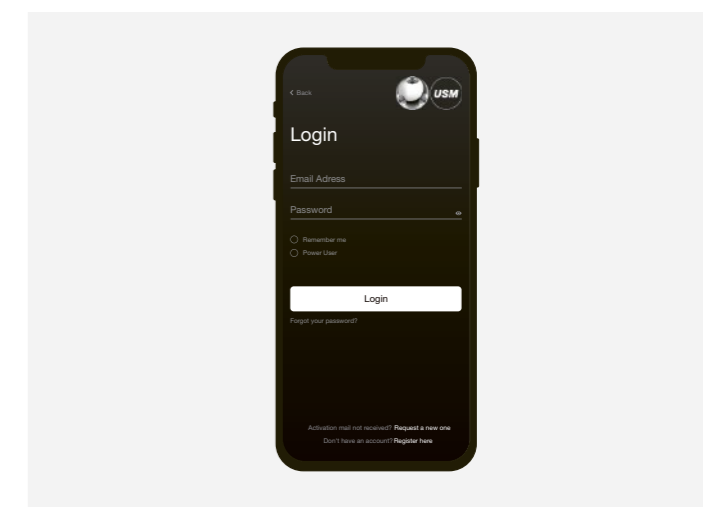 Back
USM
Login
Email Adress
Password
Remember me
Power User
Login
Forgot your password?
Activation mail not received? Request a new one
Don't have an account? Register here